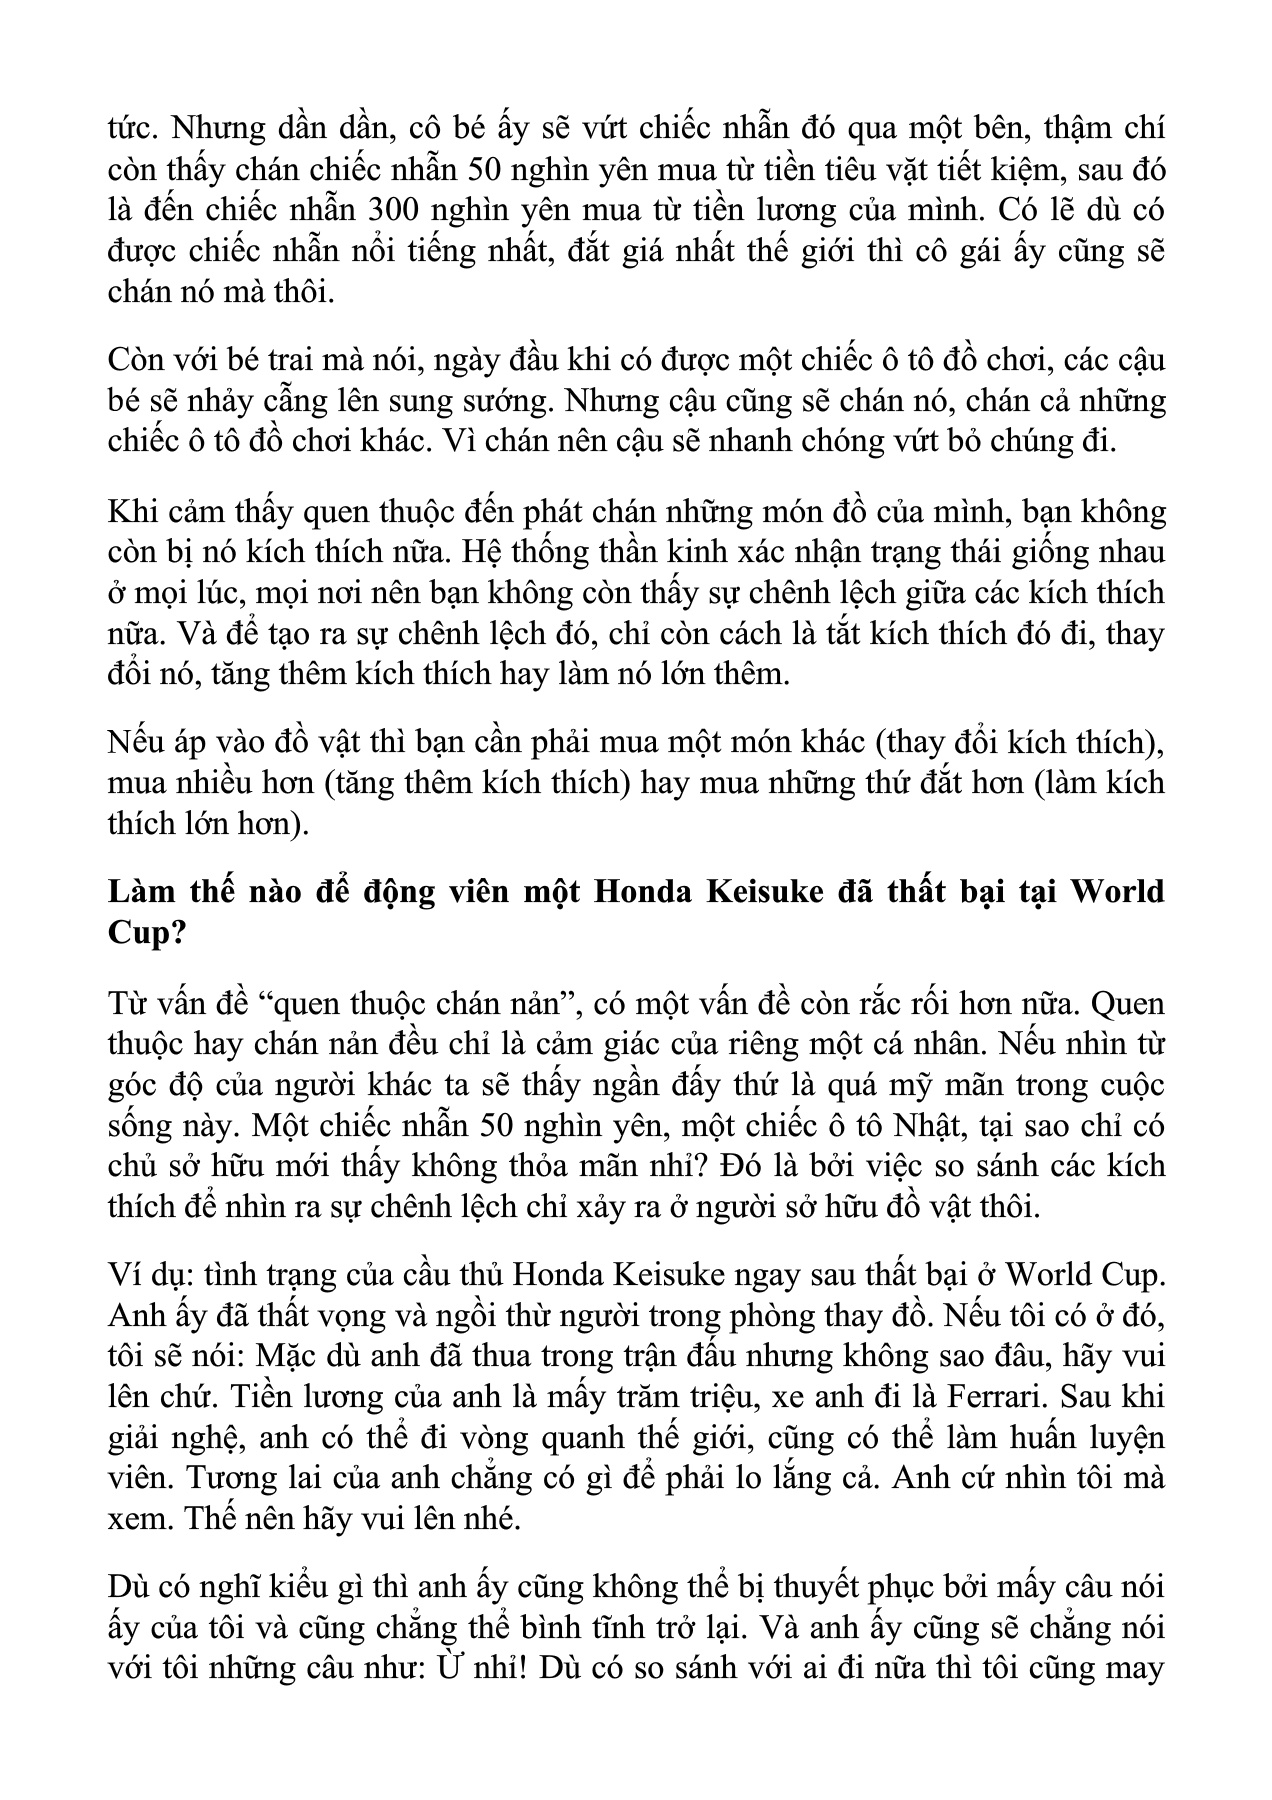 tức. Nhưng dần dần, cô bé ấy sẽ vứt chiếc nhẫn đó qua một bên, thậm chí
còn thấy chán chiếc nhẫn 50 nghìn yên mua từ tiền tiêu vặt tiết kiệm, sau đó
là đến chiếc nhẫn 300 nghìn yên mua từ tiền lương của mình. Có lẽ dù có
được chiếc nhẫn nổi tiếng nhất, đắt giá nhất thế giới thì cô gái ấy cũng sẽ
chán nó mà thôi.
Còn với bé trai mà nói, ngày đầu khi có được một chiếc ô tô đồ chơi, các cậu
bé sẽ nhảy cẫng lên sung sướng. Nhưng cậu cũng sẽ chán nó, chán cả những
chiếc ô tô đồ chơi khác. Vì chán nên cậu sẽ nhanh chóng vứt bỏ chúng đi.
Khi cảm thấy quen thuộc đến phát chán những món đồ của mình, bạn không
còn bị nó kích thích nữa. Hệ thống thần kinh xác nhận trạng thái giống nhau
ở mọi lúc, mọi nơi nên bạn không còn thấy sự chênh lệch giữa các kích thích
nữa. Và để tạo ra sự chênh lệch đó, chỉ còn cách là tắt kích thích đó đi, thay
đổi nó, tăng thêm kích thích hay làm nó lớn thêm.
Nếu áp vào đồ vật thì bạn cần phải mua một món khác (thay đổi kích thích),
mua nhiều hơn (tăng thêm kích thích) hay mua những thứ đắt hơn (làm kích
thích lớn hơn).
Làm thế nào để động viên một Honda Keisuke đã thất bại tại World
Cup?
Từ vấn đề “quen thuộc chán nản”, có một vấn đề còn rắc rối hơn nữa. Quen
thuộc hay chán nản đều chỉ là cảm giác của riêng một cá nhân. Nếu nhìn từ
góc độ của người khác ta sẽ thấy ngần đấy thứ là quá mỹ mãn trong cuộc
sống này. Một chiếc nhẫn 50 nghìn yên, một chiếc ô tô Nhật, tại sao chỉ có
chủ sở hữu mới thấy không thỏa mãn nhỉ? Đó là bởi việc so sánh các kích
thích để nhìn ra sự chênh lệch chỉ xảy ra ở người sở hữu đồ vật thôi.
Ví dụ: tình trạng của cầu thủ Honda Keisuke ngay sau thất bại ở World Cup.
Anh ấy đã thất vọng và ngồi thừ người trong phòng thay đồ. Nếu tôi có ở đó,
tôi sẽ nói: Mặc dù anh đã thua trong trận đấu nhưng không sao đâu, hãy vui
lên chứ. Tiền lương của anh là mấy trăm triệu, xe anh đi là Ferrari. Sau khi
giải nghệ, anh có thể đi vòng quanh thế giới, cũng có thể làm huấn luyện
viên. Tương lai của anh chẳng có gì để phải lo lắng cả. Anh cứ nhìn tôi mà
xem. Thế nên hãy vui lên nhé.
Dù có nghĩ kiểu gì thì anh ấy cũng không thể bị thuyết phục bởi mấy câu nói
ấy của tôi và cũng chẳng thể bình tĩnh trở lại. Và anh ấy cũng sẽ chẳng nói
với tôi những câu như: Ừ nhỉ! Dù có so sánh với ai đi nữa thì tôi cũng may